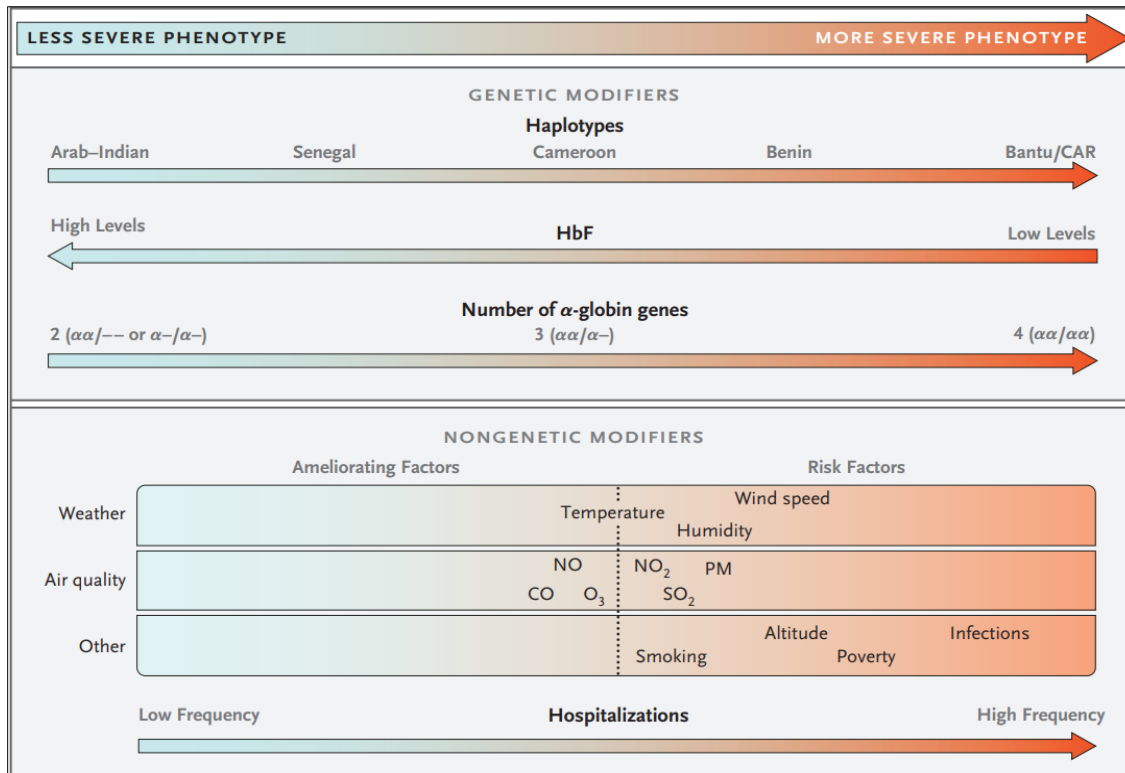 LESS SEVERE PHENOTYPE MORE SEVERE PHENOTYPE
GENETIC MODIFIERS
Haplotypes
Arab–Indian Senegal Cameroon Benin Bantu/CAR
High Levels HbF Low Levels
Number of α-globin genes
2 (αα/–– or α–/α–) 3 (αα/α–) 4 (αα/αα)
NONGENETIC MODIFIERS
Ameliorating Factors Risk Factors
Weather Temperature Wind speed
Humidity
Air quality NO NO₂ PM
CO O₃ SO₂
Other Altitude Infections
Smoking Poverty
Low Frequency Hospitalizations High Frequency